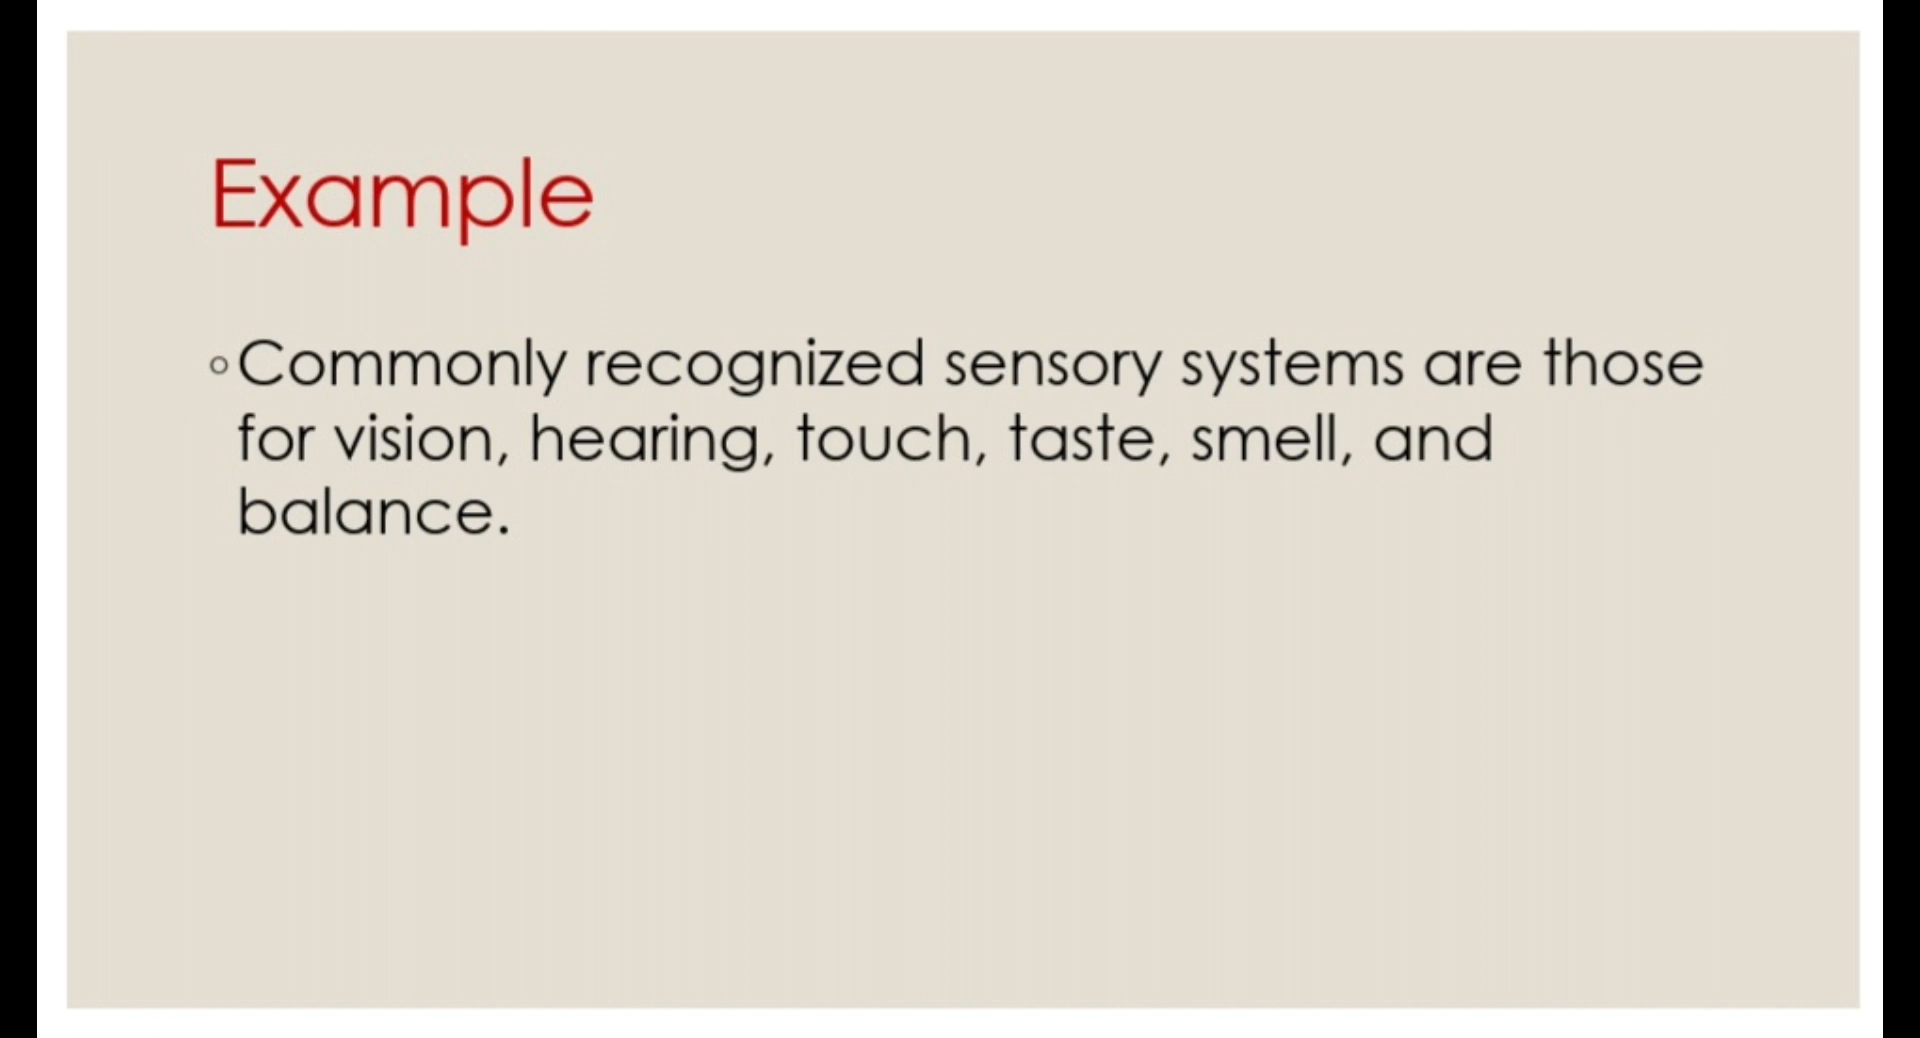 Example
◦Commonly recognized sensory systems are those
for vision, hearing, touch, taste, smell, and
balance.